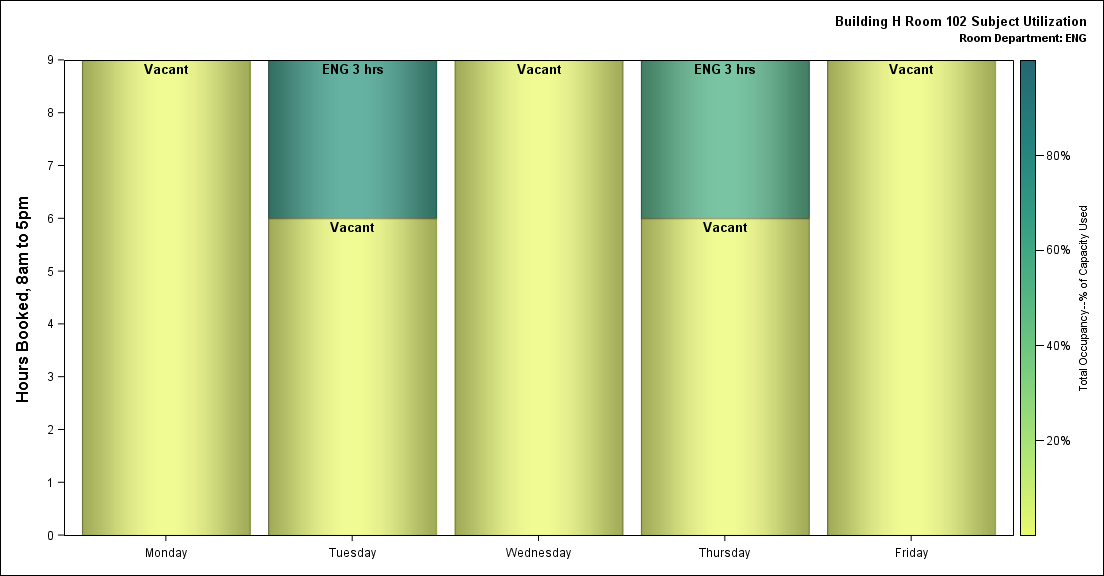 Building H Room 102 Subject Utilization
Room Department: ENG
Hours Booked, 8am to 5pm
9
8
7
6
5
4
3
2
1
0
Vacant
ENG 3 hrs
Vacant
ENG 3 hrs
Vacant
Vacant
Vacant
Monday
Tuesday
Wednesday
Thursday
Friday
80%
60%
40%
20%
Total Occupancy--% of Capacity Used